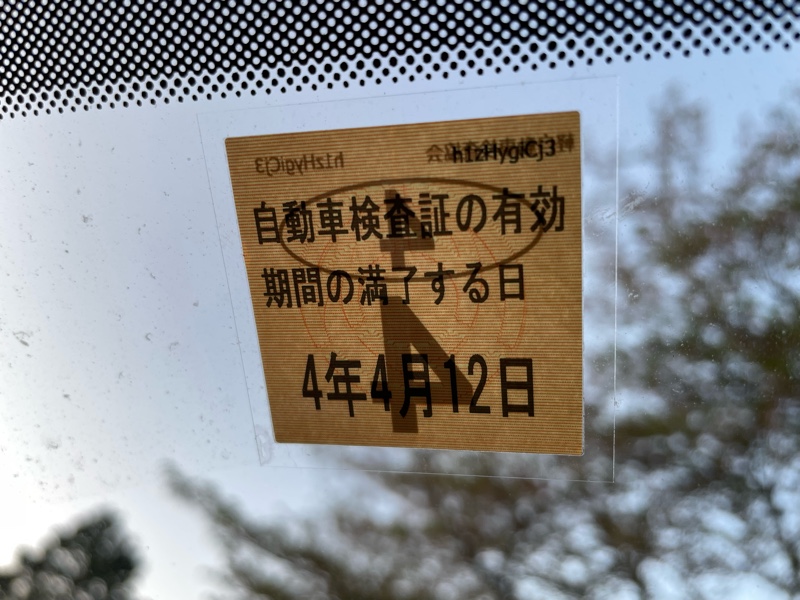 h1zHygiCj3
自動車検査証の有効
期間の満了する日
4年4月12日